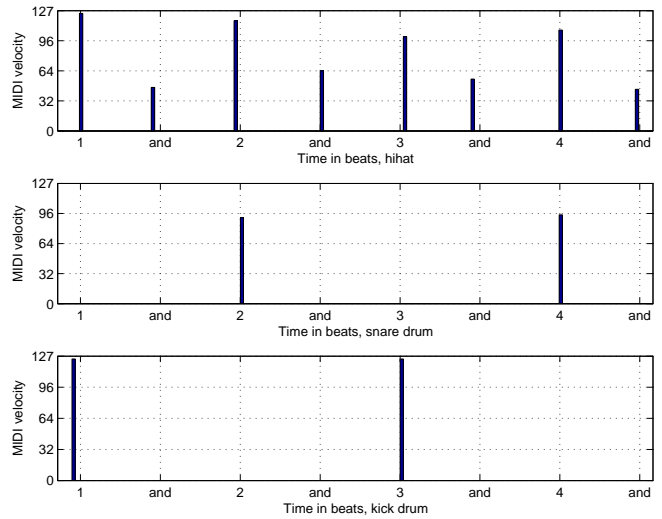 127
96
64
32
0
MIDI velocity
1 and 2 and 3 and 4 and
Time in beats, hihat
127
96
64
32
0
MIDI velocity
1 and 2 and 3 and 4 and
Time in beats, snare drum
127
96
64
32
0
MIDI velocity
1 and 2 and 3 and 4 and
Time in beats, kick drum